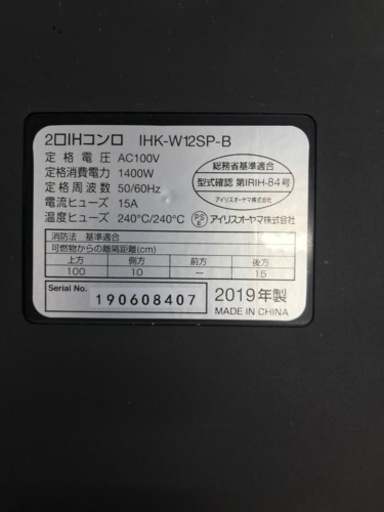 2口IHコンロ IHK-W12SP-B
定格電圧 AC100V
定格消費電力 1400W
定格周波数 50/60Hz
電流ヒューズ 15A
温度ヒューズ 240℃/240℃
総務省基準適合
型式確認 第IRIH-84号
アイリスオーヤマ株式会社
PS
E
アイリスオーヤマ株式会社
消防法 基準適合
可燃物からの離隔距離(cm)
上方 側方 前方 後方
100 10 ー 15
Serial No. 190608407
2019年製
MADE IN CHINA